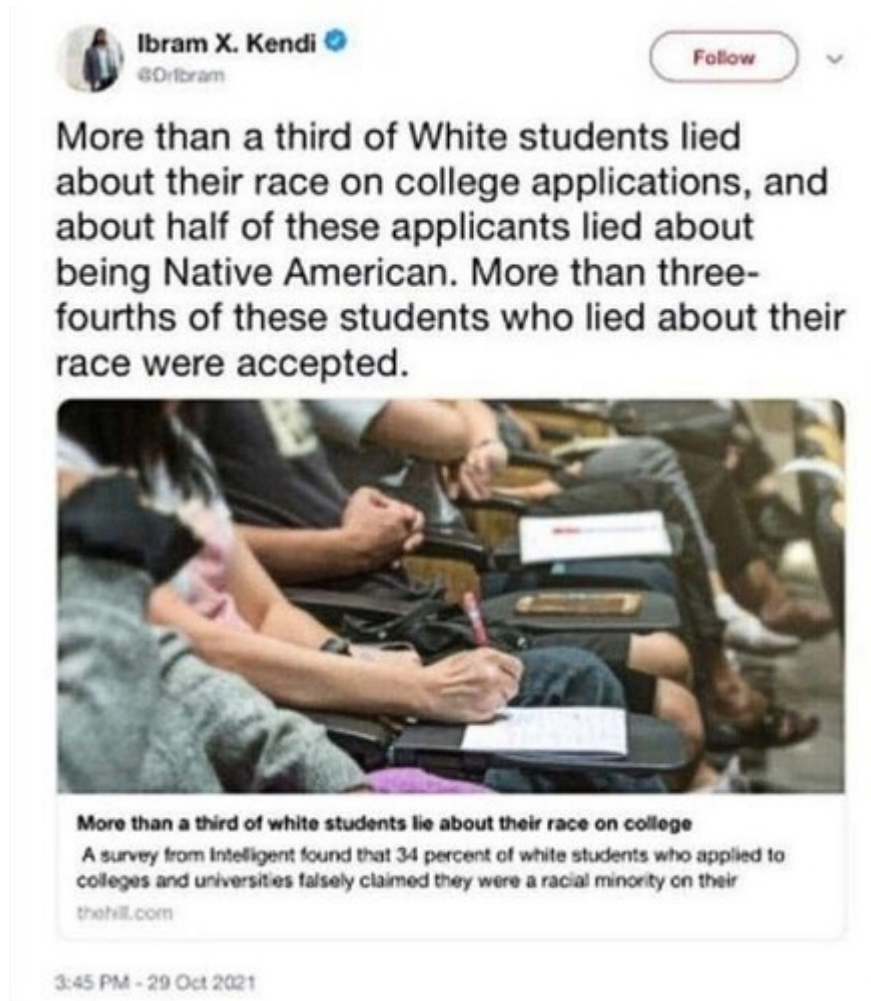 Ibram X. Kendi
@DrIbram
Follow
More than a third of White students lied
about their race on college applications, and
about half of these applicants lied about
being Native American. More than three-
fourths of these students who lied about their
race were accepted.
More than a third of white students lie about their race on college
A survey from Intelligent found that 34 percent of white students who applied to
colleges and universities falsely claimed they were a racial minority on their
thehill.com
3:45 PM - 29 Oct 2021